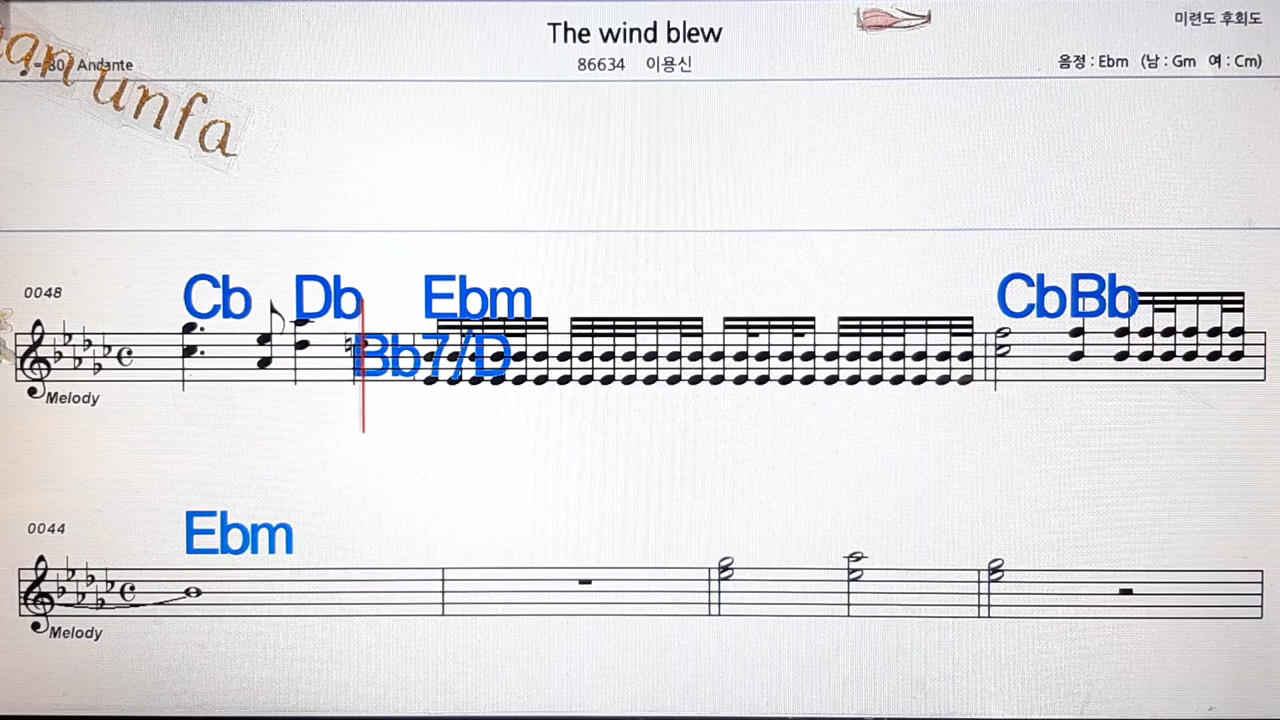 The wind blew
미련도 후회도
Andante
86634 이용신
음정 : Ebm (남 : Gm 여 : Cm)
unfa
0048
Cb Db Ebm CbBb
Bb7/D
Melody
0044
Ebm
Melody